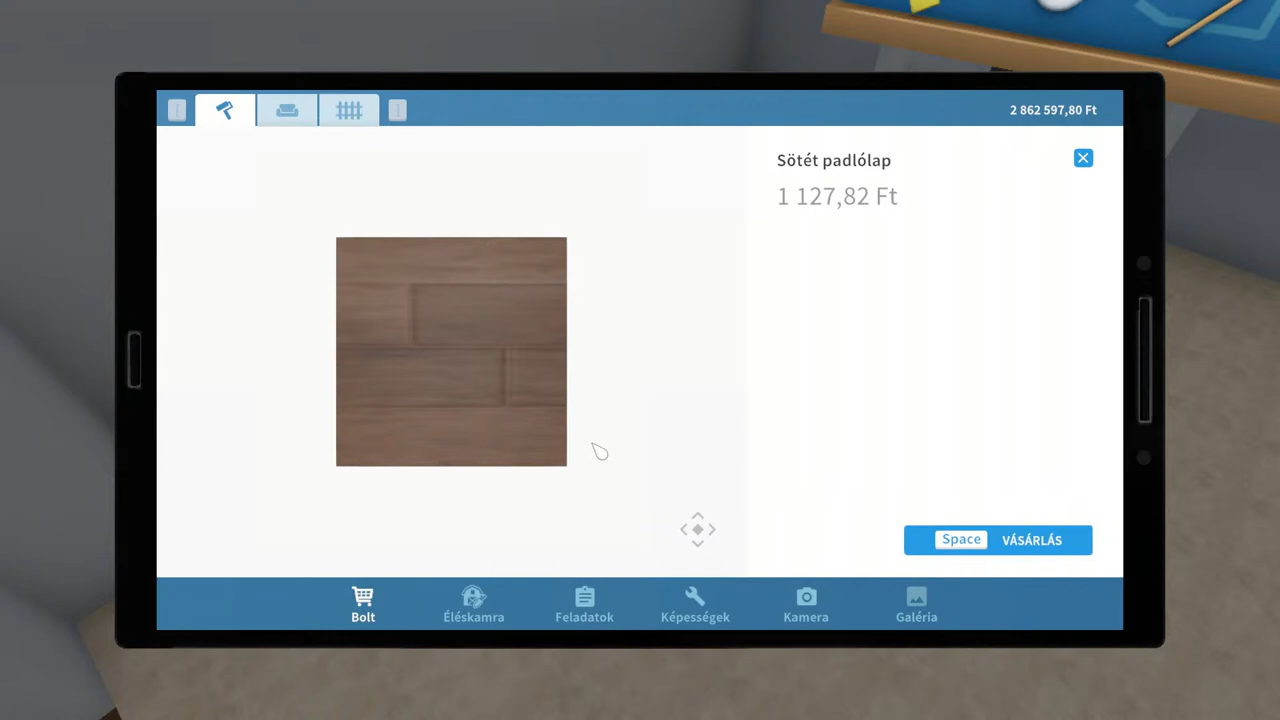 2 862 597,80 Ft
Sötét padlólap
1 127,82 Ft
Space VÁSÁRLÁS
Bolt Éléskamra Feladatok Képességek Kamera Galéria